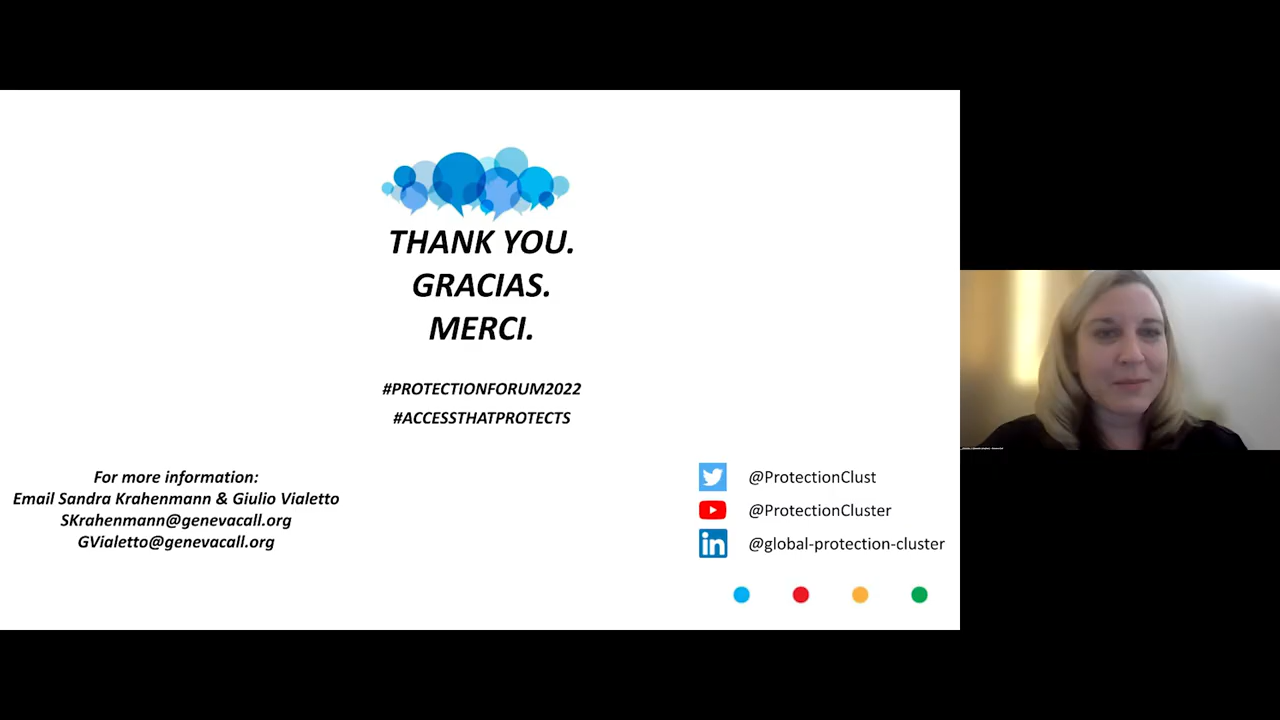 THANK YOU.
GRACIAS.
MERCI.
#PROTECTIONFORUM2022
#ACCESSTHATPROTECTS
For more information:
Email Sandra Krahenmann & Giulio Vialetto
SKrahenmann@genevacall.org
GVialetto@genevacall.org
@ProtectionClust
@ProtectionCluster
in
@global-protection-cluster